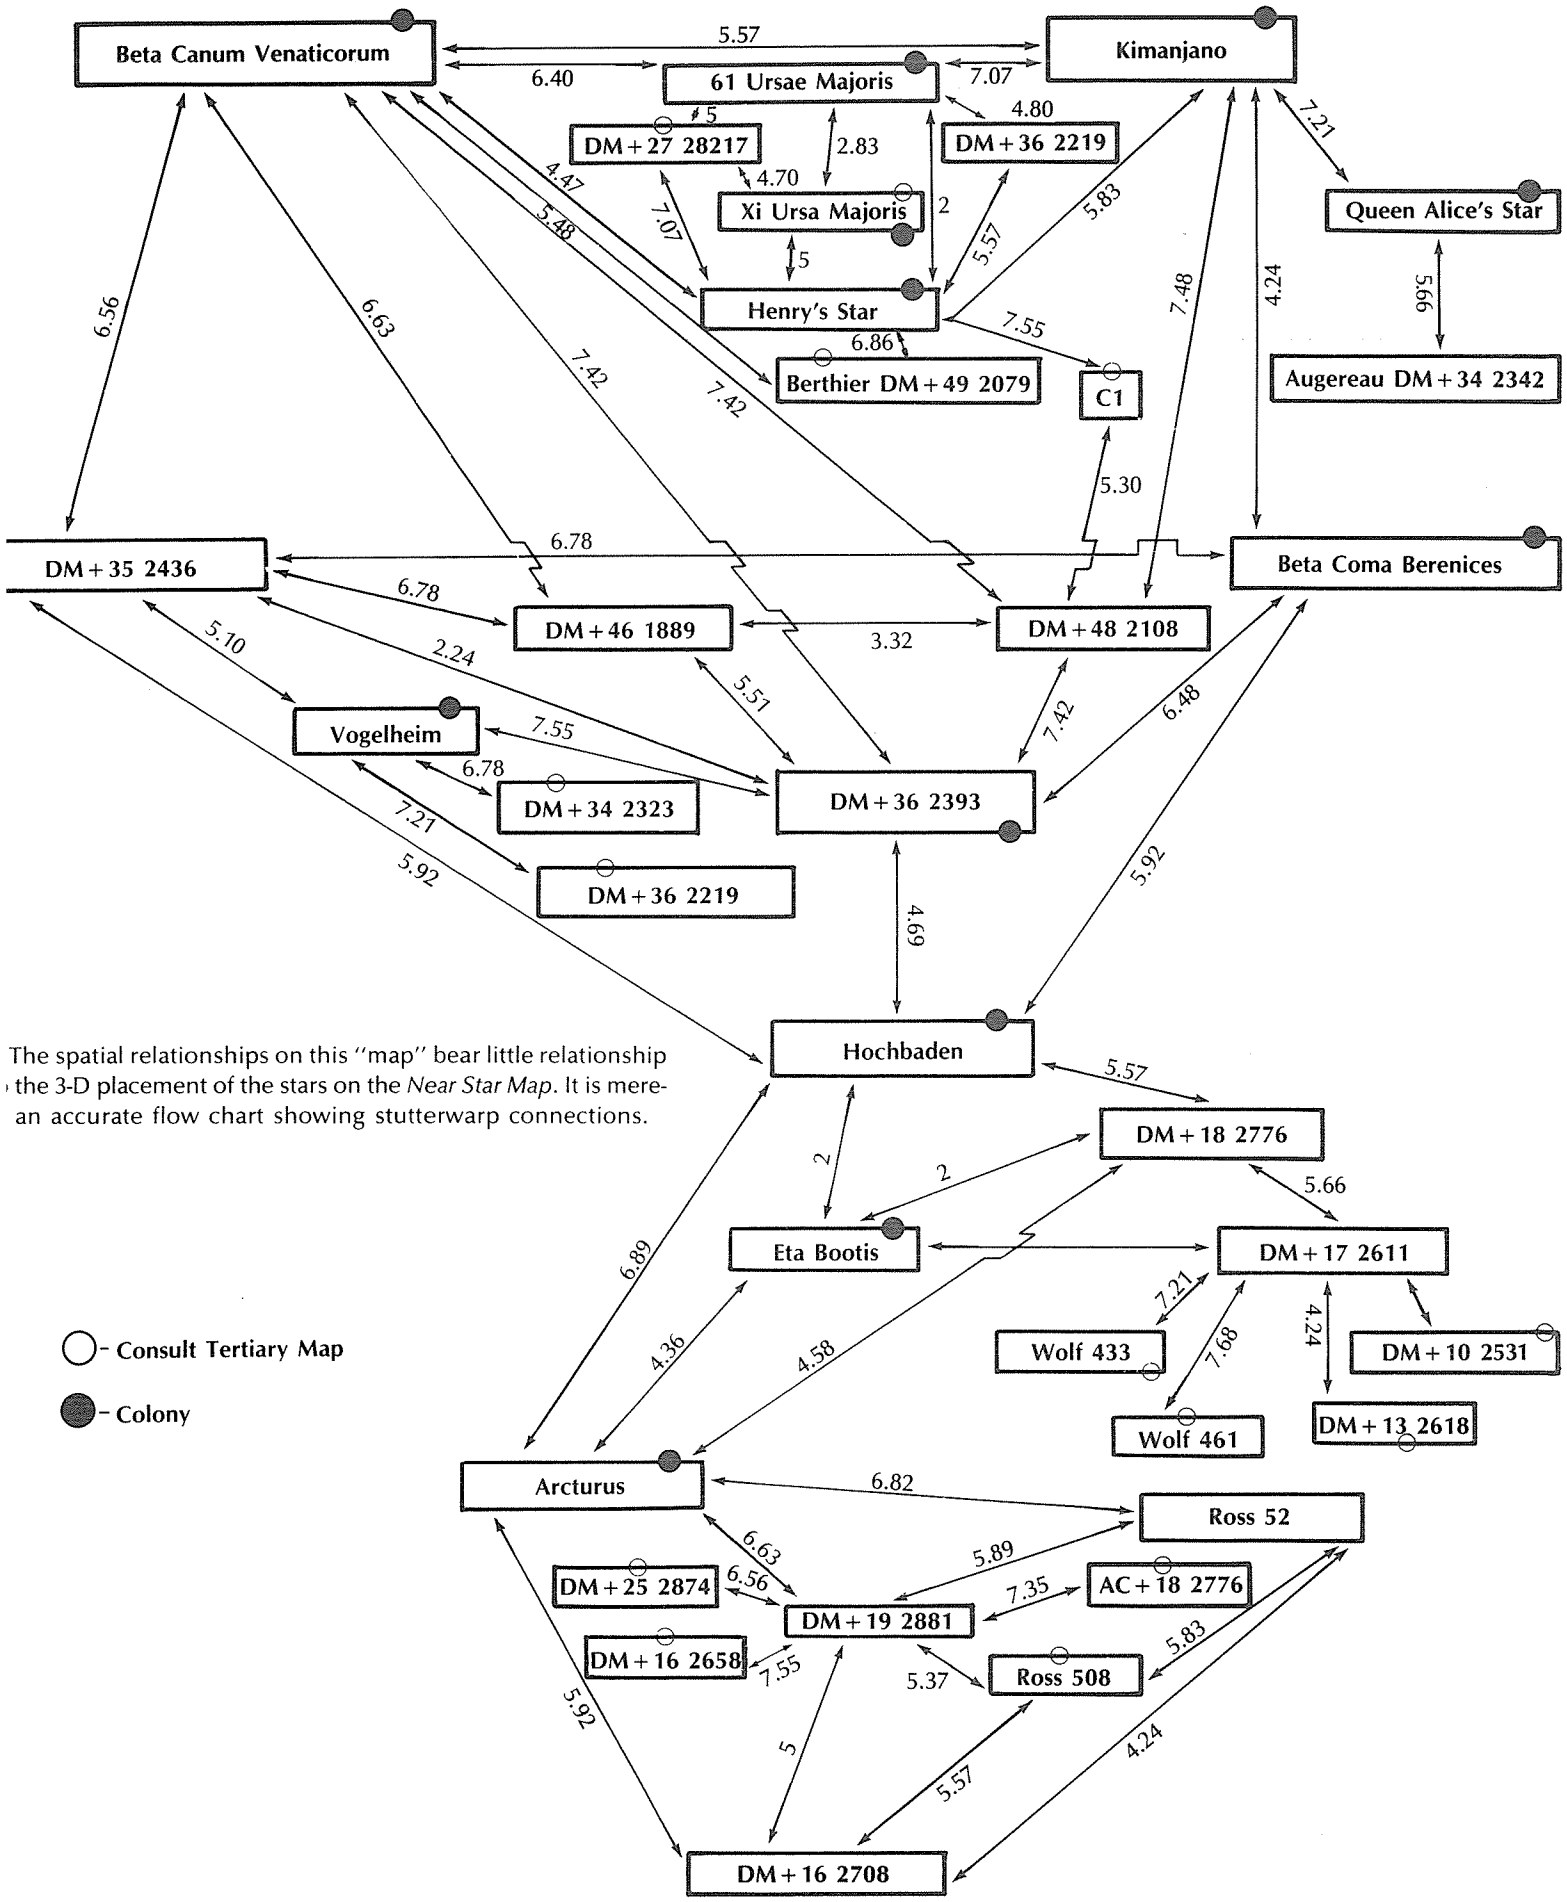 Beta Canum Venaticorum
5.57
Kimanjano
6.40
61 Ursae Majoris
7.07
5
4.80
DM+27 28217
2.83
DM+36 2219
7.21
4.70
4.47
7.07
Xi Ursa Majoris
2
5.83
Queen Alice's Star
5.48
5
5.57
6.56
6.63
Henry's Star
7.48
4.24
5.66
7.55
6.86
7.42
7.42
Berthier DM+49 2079
C1
Augereau DM+34 2342
5.30
6.78
DM+35 2436
Beta Coma Berenices
6.78
DM+46 1889
3.32
DM+48 2108
5.10
2.24
5.51
7.42
6.48
Vogelheim
7.55
6.78
DM+34 2323
DM+36 2393
7.21
5.92
5.92
DM+36 2219
4.69
Hochbaden
The spatial relationships on this "map" bear little relationship
the 3-D placement of the stars on the Near Star Map. It is mere-
an accurate flow chart showing stutterwarp connections.
5.57
DM+18 2776
2
2
5.66
Eta Bootis
DM+17 2611
6.89
7.21
4.36
4.58
7.68
4.24
Wolf 433
DM+10 2531
Consult Tertiary Map
Colony
Wolf 461
DM+13 2618
Arcturus
6.82
Ross 52
6.63
5.89
DM+25 2874
6.56
7.35
AC+18 2776
DM+19 2881
DM+16 2658
7.55
5.37
Ross 508
5.83
5.92
5
5.57
4.24
DM+16 2708